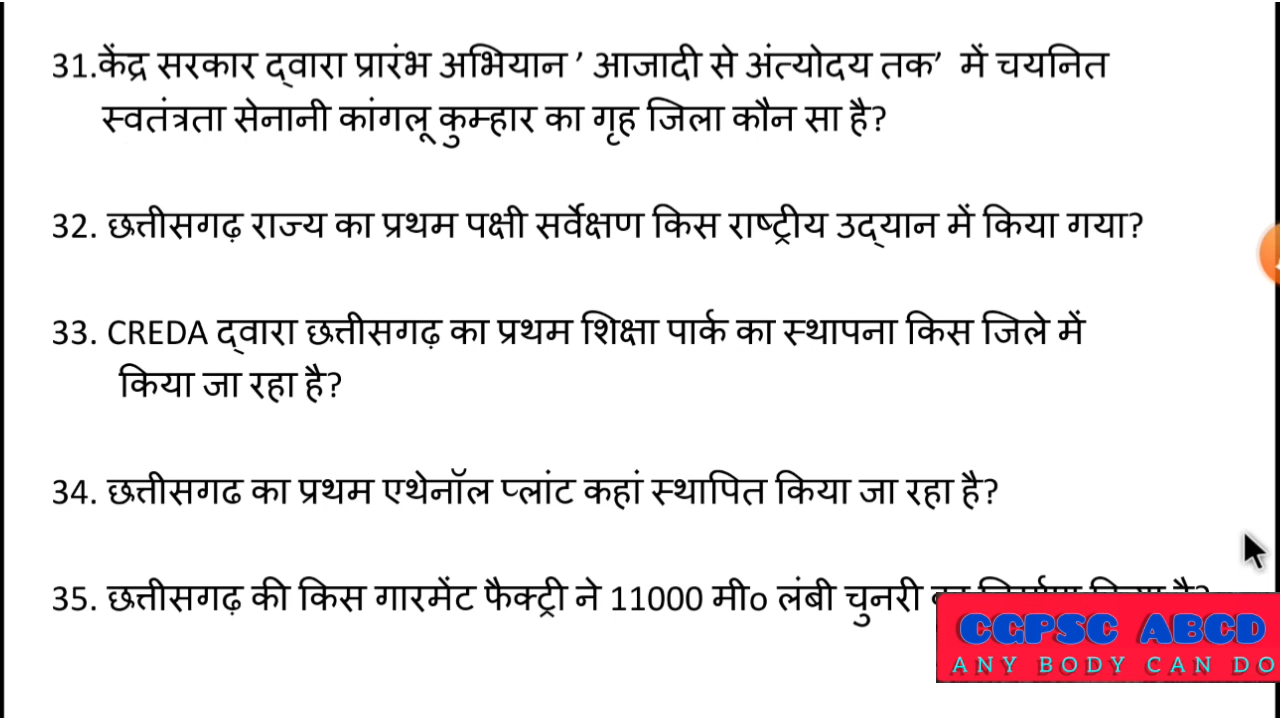 31.केंद्र सरकार द्वारा प्रारंभ अभियान ’ आजादी से अंत्योदय तक’ में चयनित
स्वतंत्रता सेनानी कांगलू कुम्हार का गृह जिला कौन सा है?
32. छत्तीसगढ़ राज्य का प्रथम पक्षी सर्वेक्षण किस राष्ट्रीय उद्यान में किया गया?
33. CREDA द्वारा छत्तीसगढ़ का प्रथम शिक्षा पार्क का स्थापना किस जिले में
किया जा रहा है?
34. छत्तीसगढ का प्रथम एथेनॉल प्लांट कहां स्थापित किया जा रहा है?
35. छत्तीसगढ़ की किस गारमेंट फैक्ट्री ने 11000 मी० लंबी चुनरी
CGPSC ABCD
ANY BODY CAN DO